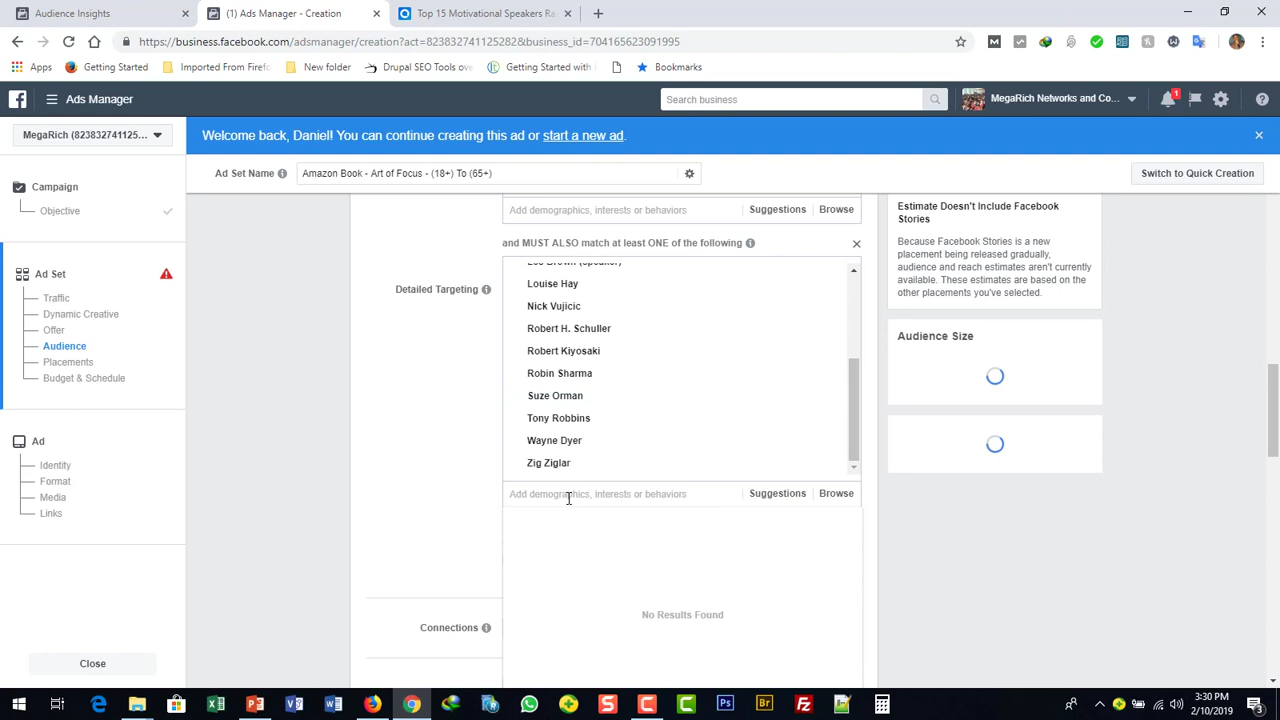 Audience Insights
(1) Ads Manager - Creation
Top 15 Motivational Speakers Ra
https://business.facebook.com/adsmanager/creation?act=823832741125282&business_id=704165623091995
Apps
Getting Started
Imported From Firef
New folder
Drupal SEO Tools ove
Getting Started with
Bookmarks
Ads Manager
Search business
MegaRich Networks and Co...
1
MegaRich (823832741125...
Welcome back, Daniel! You can continue creating this ad or start a new ad.
Ad Set Name
Amazon Book - Art of Focus - (18+) To (65+)
Switch to Quick Creation
Campaign
Objective
Ad Set
Traffic
Dynamic Creative
Offer
Audience
Placements
Budget & Schedule
Ad
Identity
Format
Media
Links
Close
Add demographics, interests or behaviors
Suggestions
Browse
and MUST ALSO match at least ONE of the following
Detailed Targeting
Les Brown (speaker)
Louise Hay
Nick Vujicic
Robert H. Schuller
Robert Kiyosaki
Robin Sharma
Suze Orman
Tony Robbins
Wayne Dyer
Zig Ziglar
Add demographics, interests or behaviors
Suggestions
Browse
No Results Found
Connections
Estimate Doesn't Include Facebook
Stories
Because Facebook Stories is a new
placement being released gradually,
audience and reach estimates aren't currently
available. These estimates are based on the
other placements you've selected.
Audience Size
3:30 PM
2/10/2019